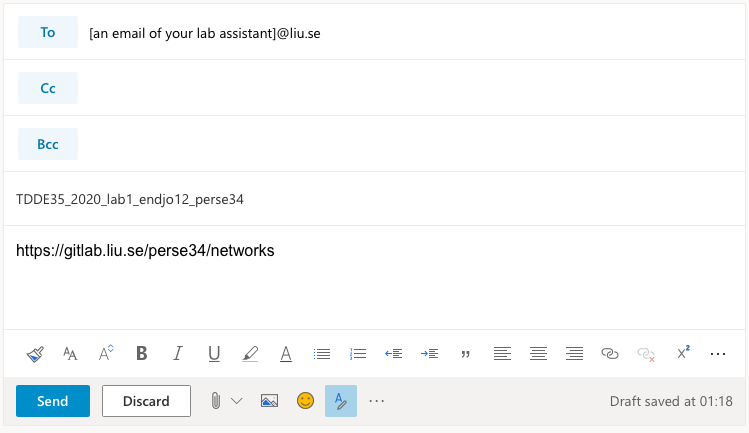 To [an email of your lab assistant]@liu.se
Cc
Bcc
TDDE35_2020_lab1_endjo12_perse34
https://gitlab.liu.se/perse34/networks
AA A B I U A ” x²
Send Discard Draft saved at 01:18